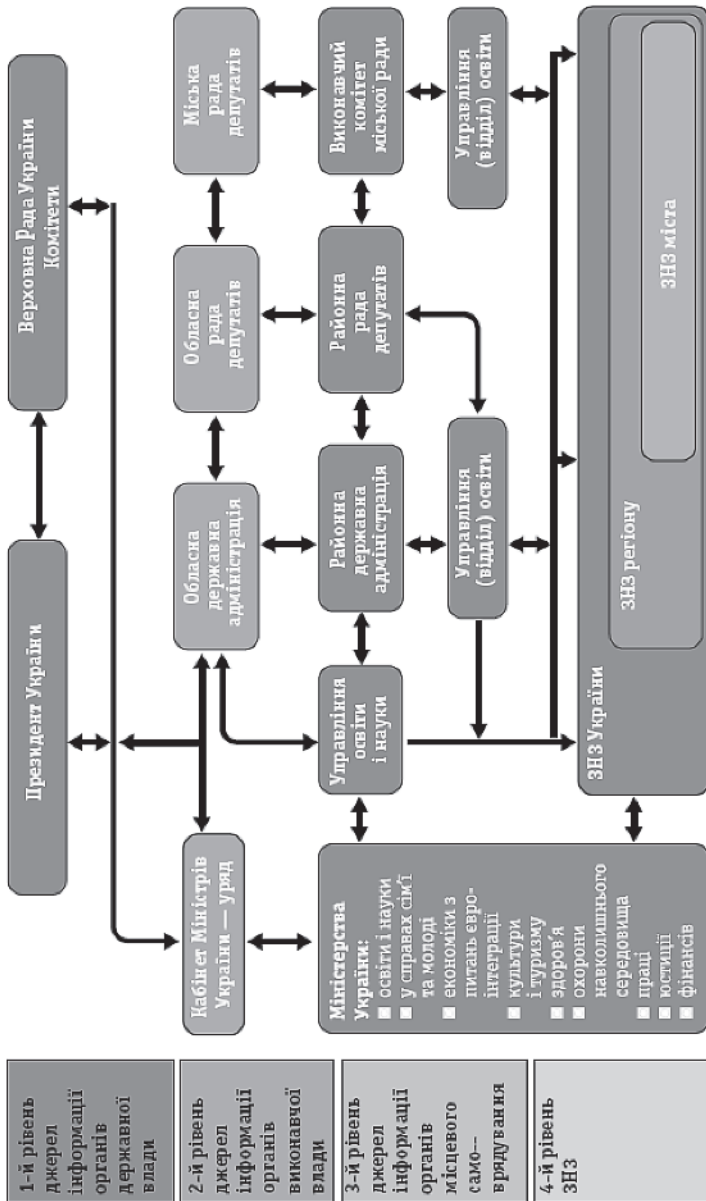 1-й рівень
джерел
інформації
органів
державної
влади
Президент України
Верховна Рада України
Комітети
2-й рівень
джерел
інформації
органів
виконавчої
влади
Кабінет Міністрів
України — уряд
Обласна
державна
адміністрація
Обласна
рада
депутатів
Міська
рада
депутатів
3-й рівень
джерел
інформації
органів
місцевого
само—
врядування
Міністерства
України:
освіти і науки
у справах сім'ї
та молоді
економіки з
питань євро-
інтеграції
культури
і туризму
здоров'я
охорони
навколишнього
середовища
праці
юстиції
фінансів
Управління
освіти
і науки
Районна
державна
адміністрація
Районна
рада
депутатів
Виконавчий
комітет
міської ради
Управління
(відділ) освіти
Управління
(відділ) освіти
4-й рівень
ЗНЗ
ЗНЗ України
ЗНЗ регіону
ЗНЗ міста